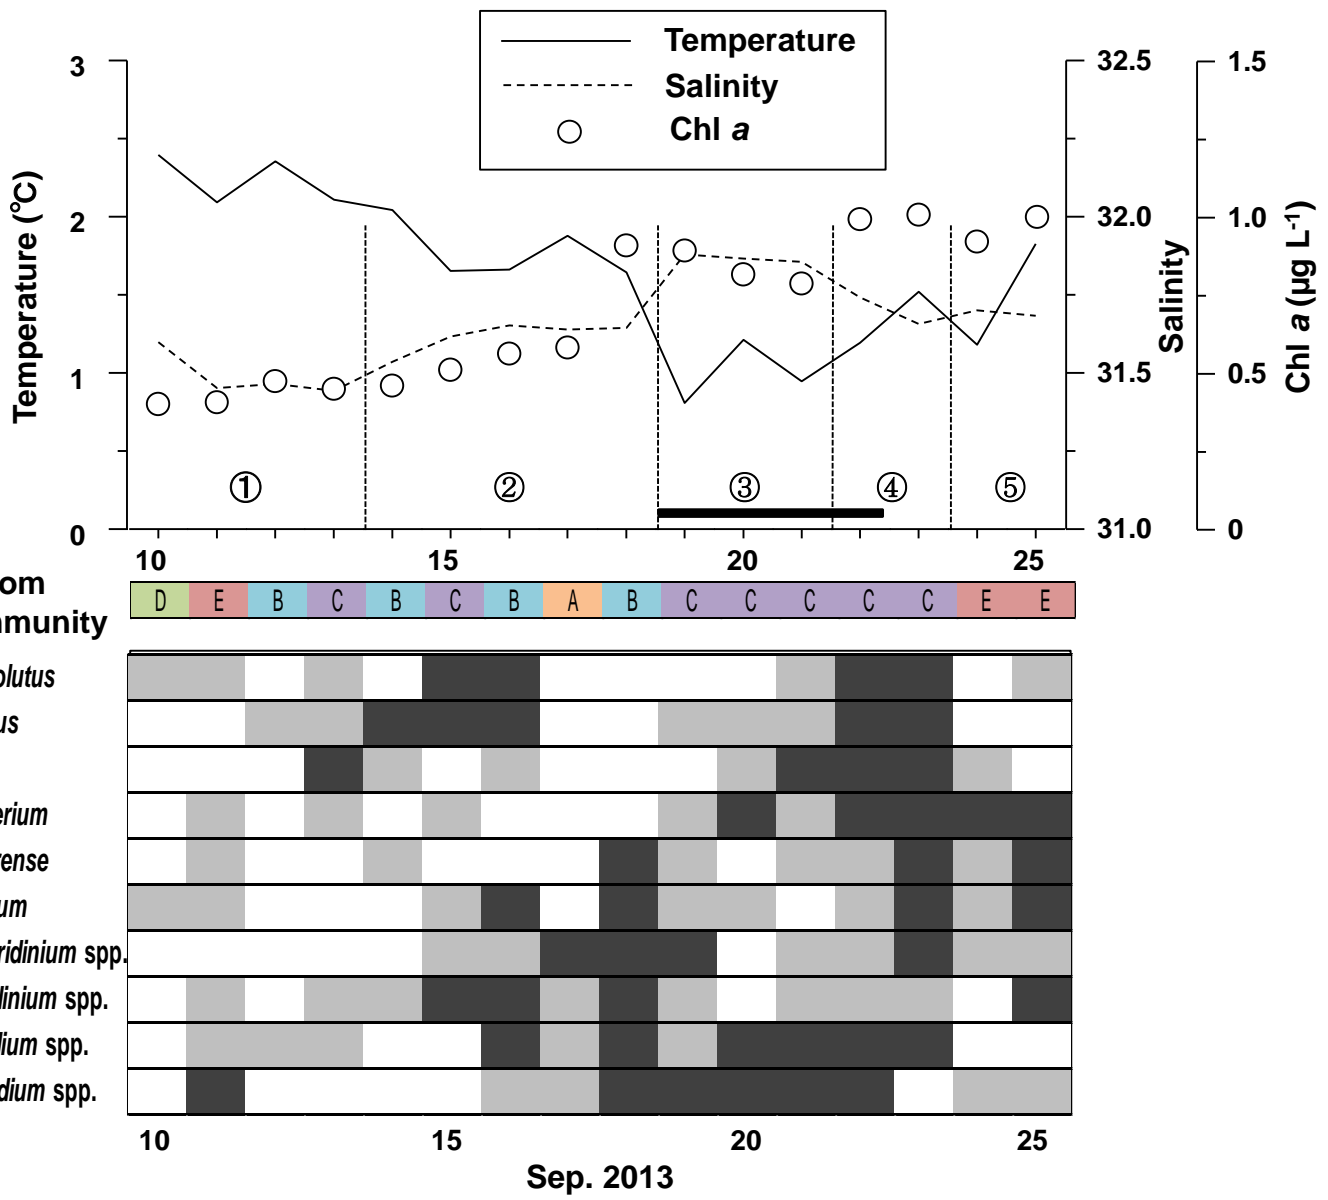 Temperature
Salinity
Chl a
3
2
1
0
Temperature (℃)
32.5
32.0
31.5
31.0
Salinity
1.5
1.0
0.5
0
Chl a (µg L-1)
① ② ③ ④ ⑤
10 15 20 25
om
munity
D E B C B C B A B C C C C C E E
olutus
us
erium
rense
um
ridinium spp.
linium spp.
lium spp.
dium spp.
10 15 20 25
Sep. 2013